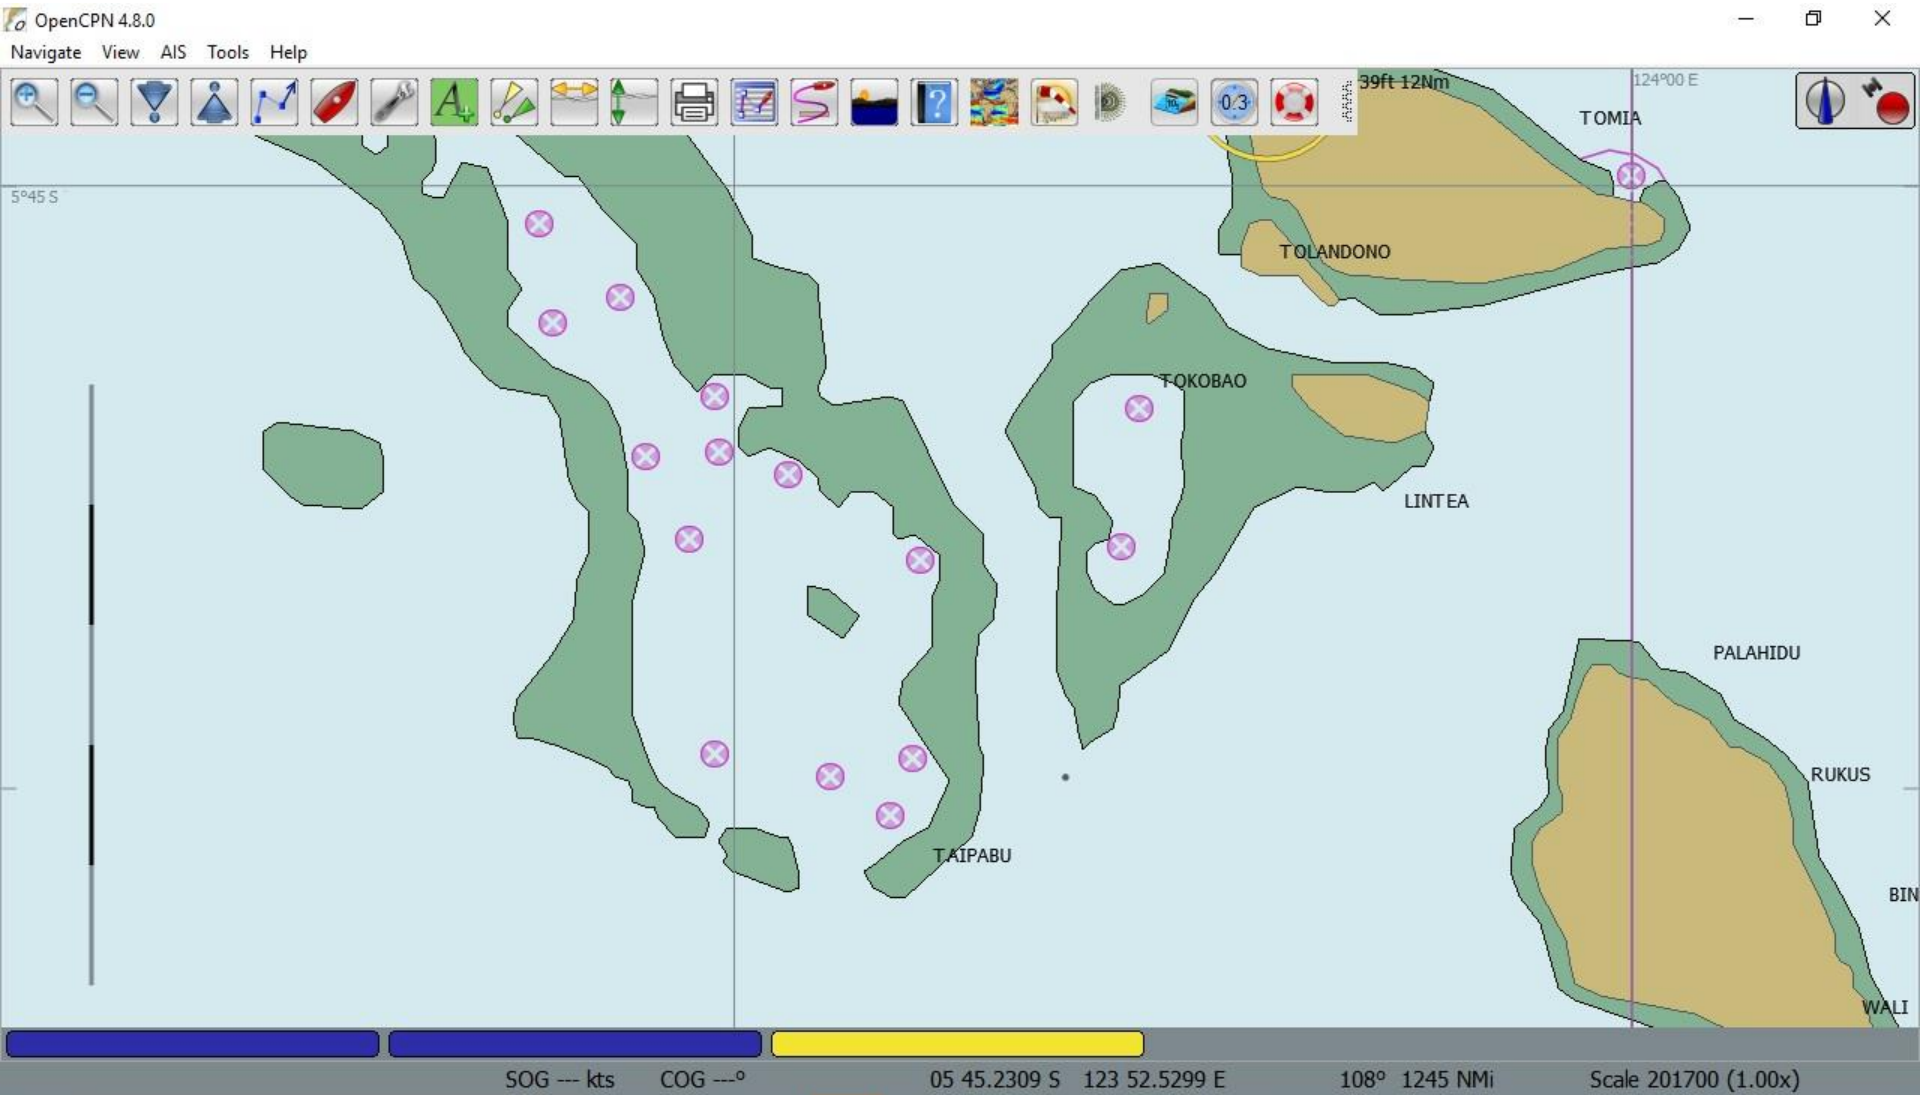 OpenCPN 4.8.0
Navigate View AIS Tools Help
39ft 12Nm
124°00 E
TOMIA
5°45 S
TOLANDONO
TOKOBAO
LINTEA
PALAHIDU
RUKUS
TAIPABU
BIN
WALI
SOG --- kts COG ---° 05 45.2309 S 123 52.5299 E 108° 1245 NMi Scale 201700 (1.00x)